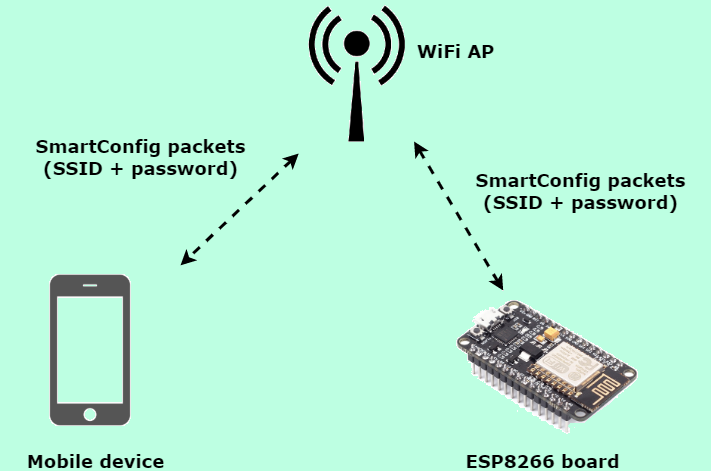 WiFi AP
SmartConfig packets
(SSID + password)
SmartConfig packets
(SSID + password)
Mobile device
ESP8266 board